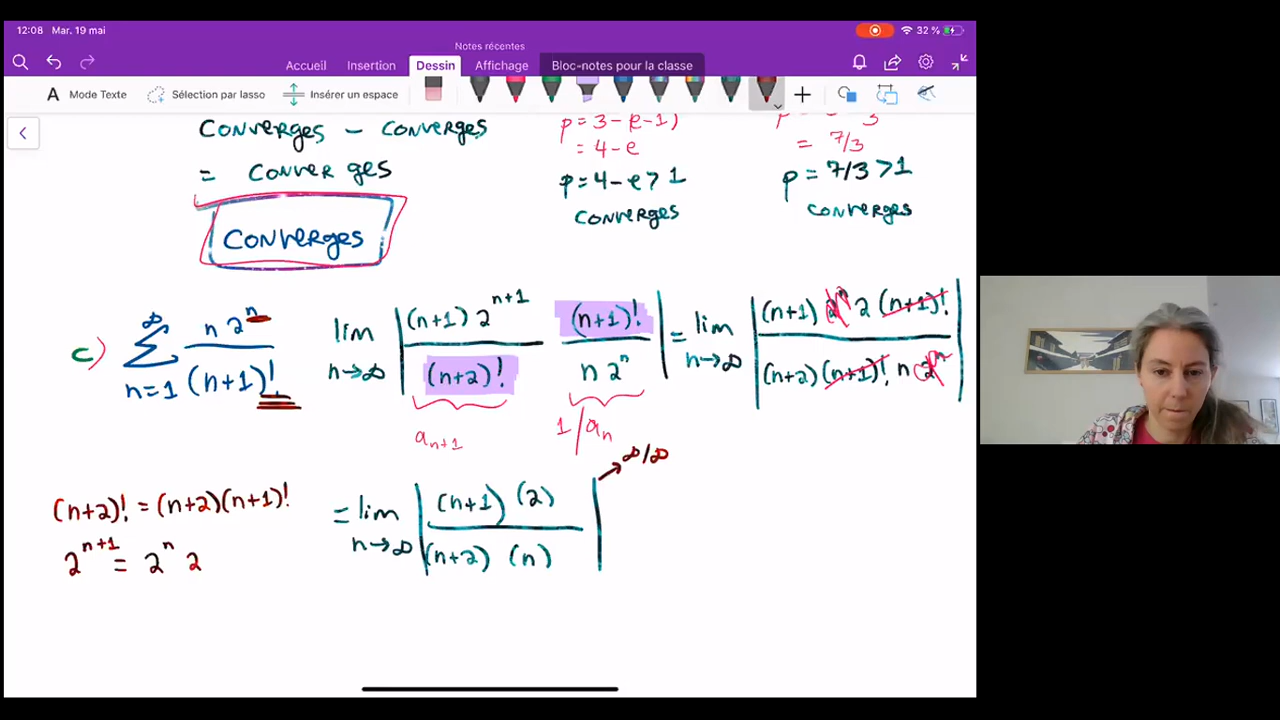 12:08 Mar. 19 mai
32 %
Notes récentes
Accueil Insertion Dessin Affichage Bloc-notes pour la classe
A Mode Texte Sélection par lasso Insérer un espace
Converges - Converges
= Converges
Converges
= 4-e
p = 4-e > 1
Converges
= 7/3
p = 7/3 > 1
Converges
c) ∞ Σ n=1 n 2^n / (n+1)!
lim n→∞ | (n+1) 2^{n+1} / (n+2)! (n+1)! / n 2^n | = lim n→∞ | (n+1) 2^n 2 (n+1)! / (n+2) (n+1)! n 2^n |
a_{n+1} 1/a_n
(n+2)! = (n+2)(n+1)!
2^{n+1} = 2^n 2
= lim n→∞ | (n+1) (2) / (n+2) (n) | → ∞/∞